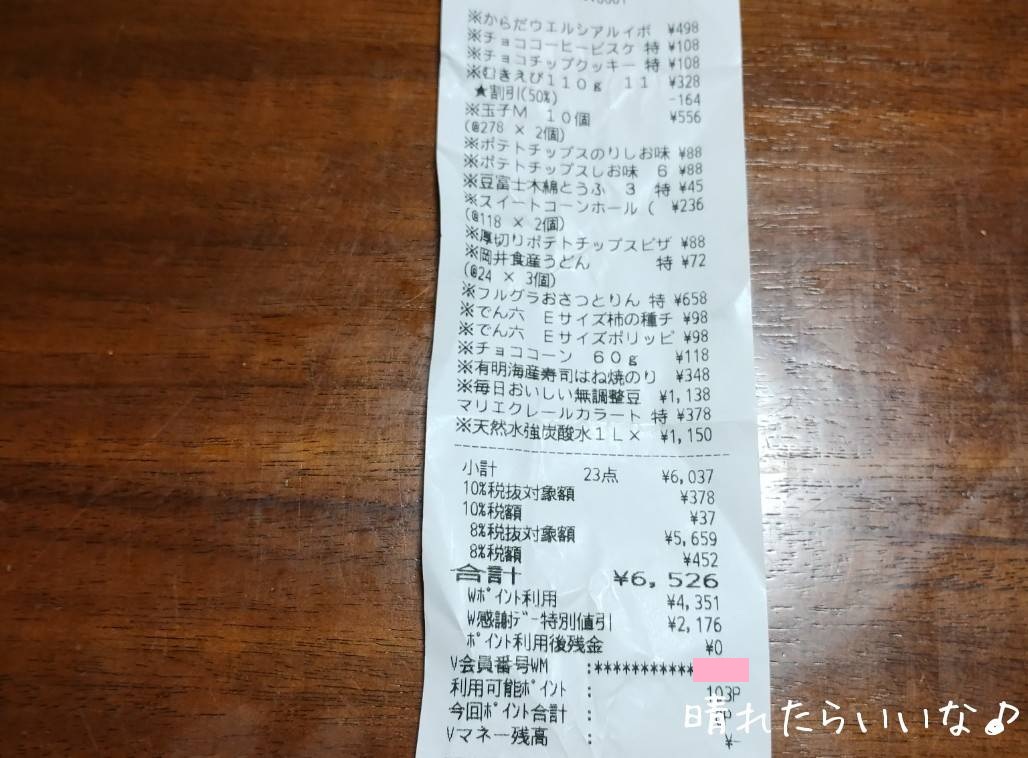 ※からだウエルシアルイボ ¥498
※チョココーヒービスケ 特 ¥108
※チョコチップクッキー 特 ¥108
※むきえび110g 11 ¥328
★割引(50%) -164
※玉子M 10個 ¥556
(@278 × 2個)
※ポテトチップスのりしお味 ¥88
※ポテトチップスしお味 6 ¥88
※豆富士木綿とうふ 3 特 ¥45
※スイートコーンホール ( ¥236
(@118 × 2個)
※厚切りポテトチップスピザ ¥88
※岡井食産うどん 特 ¥72
(@24 × 3個)
※フルグラおさつとりん 特 ¥658
※でん六 Eサイズ柿の種チ ¥98
※でん六 Eサイズポリッピ ¥98
※チョココーン 60g ¥118
※有明海産寿司はね焼のり ¥348
※毎日おいしい無調整豆 ¥1,138
マリエクレールカラート 特 ¥378
※天然水強炭酸水1L× ¥1,150
小計 23点 ¥6,037
10%税抜対象額 ¥378
10%税額 ¥37
8%税抜対象額 ¥5,659
8%税額 ¥452
合計 ¥6,526
Wポイント利用 ¥4,351
W感謝デー特別値引 ¥2,176
ポイント利用後残金 ¥0
V会員番号WM :***********
利用可能ポイント : 103P
今回ポイント合計 :
Vマネー残高 : ¥-
晴れたらいいな♪